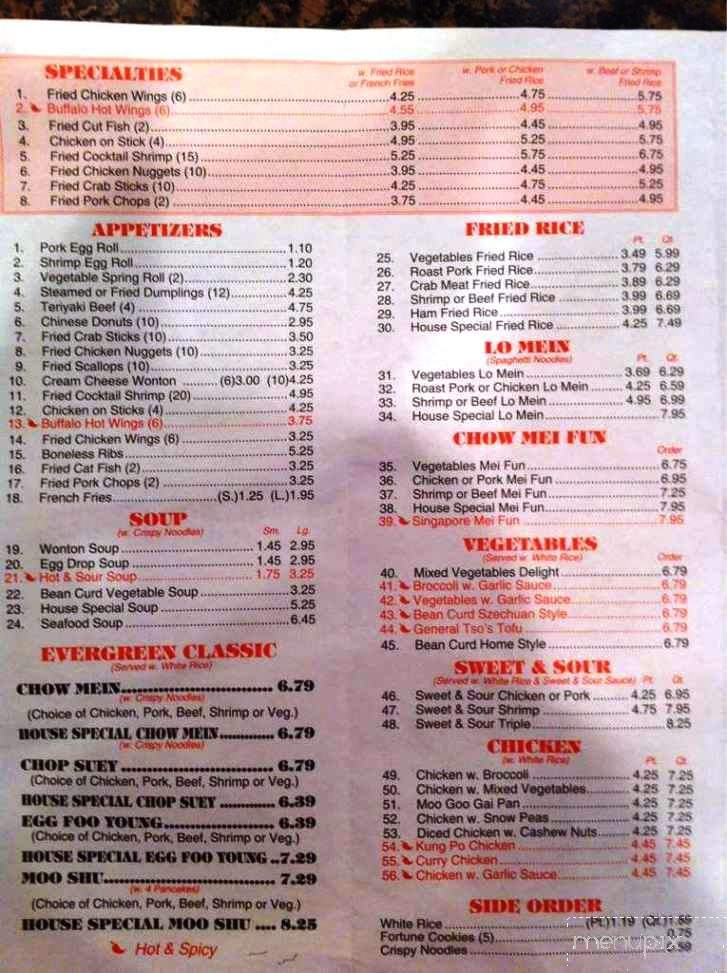 SPECIALTIES w. Fried Rice or French Fries w. Pork or Chicken Fried Rice w. Beef or Shrimp Fried Rice
1. Fried Chicken Wings (6) 4.25 4.75 5.75
2. Buffalo Hot Wings (6) 4.55 4.95 5.75
3. Fried Cut Fish (2) 3.95 4.45 4.95
4. Chicken on Stick (4) 4.95 5.25 5.75
5. Fried Cocktail Shrimp (15) 5.25 5.75 6.75
6. Fried Chicken Nuggets (10) 3.95 4.45 4.95
7. Fried Crab Sticks (10) 4.25 4.75 5.25
8. Fried Pork Chops (2) 3.75 4.45 4.95
APPETIZERS
1. Pork Egg Roll 1.10
2. Shrimp Egg Roll 1.20
3. Vegetable Spring Roll (2) 2.30
4. Steamed or Fried Dumplings (12) 4.25
5. Teriyaki Beef (4) 4.75
6. Chinese Donuts (10) 2.95
7. Fried Crab Sticks (10) 3.50
8. Fried Chicken Nuggets (10) 3.25
9. Fried Scallops (10) 3.25
10. Cream Cheese Wonton (6)3.00 (10)4.25
11. Fried Cocktail Shrimp (20) 4.95
12. Chicken on Sticks (4) 4.25
13. Buffalo Hot Wings (6) 3.75
14. Fried Chicken Wings (6) 3.25
15. Boneless Ribs 5.25
16. Fried Cat Fish (2) 3.25
17. Fried Pork Chops (2) 3.25
18. French Fries (S.)1.25 (L.)1.95
SOUP
(w. Crispy Noodles) Sm. Lg.
19. Wonton Soup 1.45 2.95
20. Egg Drop Soup 1.45 2.95
21. Hot & Sour Soup 1.75 3.25
22. Bean Curd Vegetable Soup 3.25
23. House Special Soup 5.25
24. Seafood Soup 6.45
EVERGREEN CLASSIC
(Served w. White Rice)
CHOW MEIN 6.79
(w. Crispy Noodles)
(Choice of Chicken, Pork, Beef, Shrimp or Veg.)
HOUSE SPECIAL CHOW MEIN 6.79
(w. Crispy Noodles)
CHOP SUEY 6.79
(Choice of Chicken, Pork, Beef, Shrimp or Veg.)
HOUSE SPECIAL CHOP SUEY 6.39
EGG FOO YOUNG 6.39
(Choice of Chicken, Pork, Beef, Shrimp or Veg.)
HOUSE SPECIAL EGG FOO YOUNG 7.29
MOO SHU 7.29
(w. 4 Pancakes)
(Choice of Chicken, Pork, Beef, Shrimp or Veg.)
HOUSE SPECIAL MOO SHU 8.25
Hot & Spicy
FRIED RICE
Pt. Qt.
25. Vegetables Fried Rice 3.49 5.99
26. Roast Pork Fried Rice 3.79 6.29
27. Crab Meat Fried Rice 3.89 6.29
28. Shrimp or Beef Fried Rice 3.99 6.69
29. Ham Fried Rice 3.99 6.69
30. House Special Fried Rice 4.25 7.49
LO MEIN
(Spaghetti Noodles) Pt. Qt.
31. Vegetables Lo Mein 3.69 6.29
32. Roast Pork or Chicken Lo Mein 4.25 6.59
33. Shrimp or Beef Lo Mein 4.95 6.99
34. House Special Lo Mein 7.95
CHOW MEI FUN
Order
35. Vegetables Mei Fun 6.75
36. Chicken or Pork Mei Fun 6.95
37. Shrimp or Beef Mei Fun 7.25
38. House Special Mei Fun 7.95
39. Singapore Mei Fun 7.95
VEGETABLES
(Served w. White Rice) Order
40. Mixed Vegetables Delight 6.79
41. Broccoli w. Garlic Sauce 6.79
42. Vegetables w. Garlic Sauce 6.79
43. Bean Curd Szechuan Style 6.79
44. General Tso's Tofu 6.79
45. Bean Curd Home Style 6.79
SWEET & SOUR
(Served w. White Rice & Sweet & Sour Sauce) Pt. Qt.
46. Sweet & Sour Chicken or Pork 4.25 6.95
47. Sweet & Sour Shrimp 4.75 7.95
48. Sweet & Sour Triple 8.25
CHICKEN
(w. White Rice) Pt. Qt.
49. Chicken w. Broccoli 4.25 7.25
50. Chicken w. Mixed Vegetables 4.25 7.25
51. Moo Goo Gai Pan 4.25 7.25
52. Chicken w. Snow Peas 4.25 7.25
53. Diced Chicken w. Cashew Nuts 4.25 7.25
54. Kung Po Chicken 4.45 7.45
55. Curry Chicken 4.45 7.45
56. Chicken w. Garlic Sauce 4.45 7.45
SIDE ORDER
White Rice (Pt.)1.19
Fortune Cookies (5) 0.75
Crispy Noodles
menupix